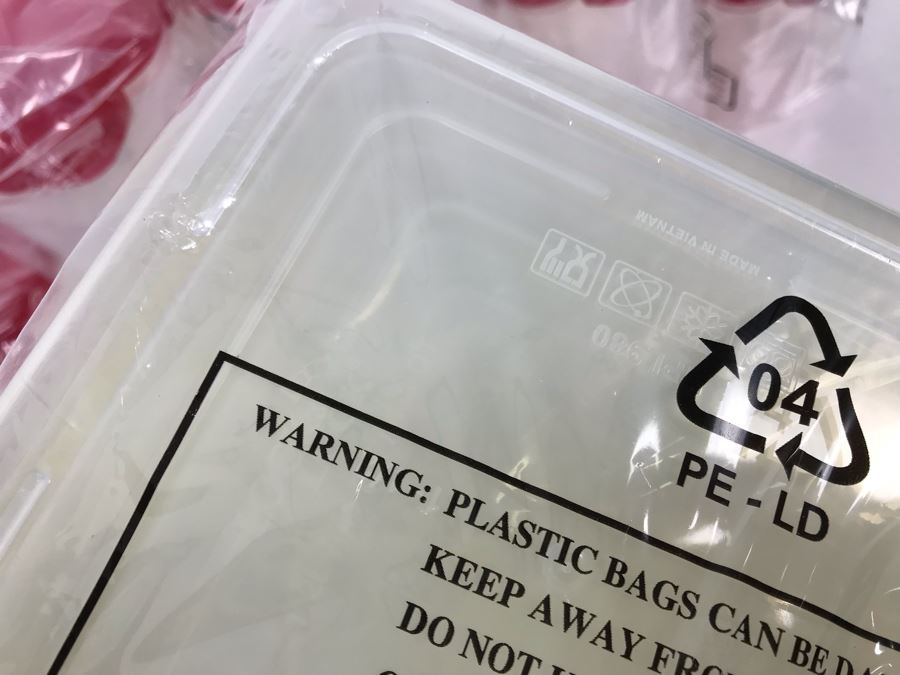 MADE IN VIETNAM
04
PE - LD
WARNING: PLASTIC BAGS CAN BE
KEEP AWAY
DO NOT